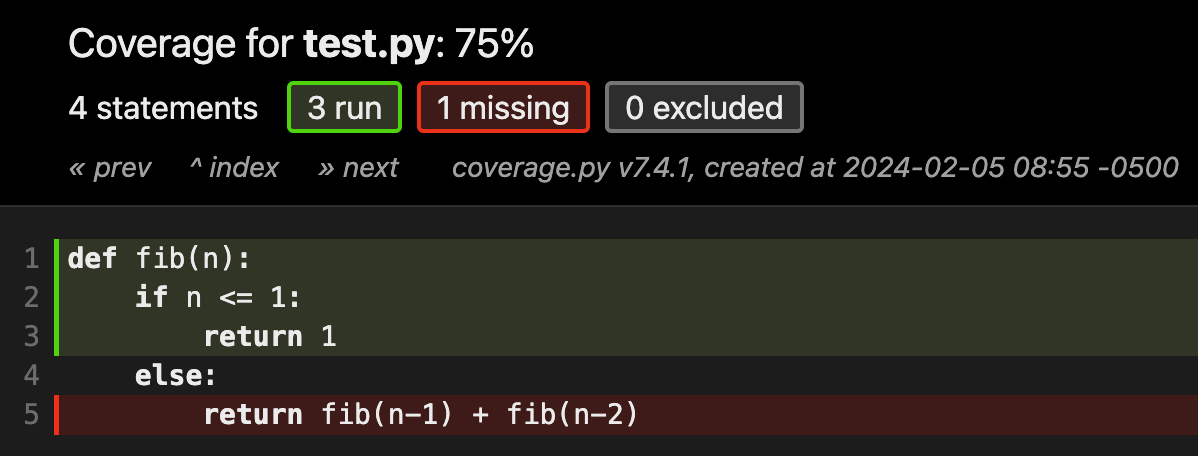 Coverage for test.py: 75%
4 statements 3 run 1 missing 0 excluded
« prev ^ index » next coverage.py v7.4.1, created at 2024-02-05 08:55 -0500
1 def fib(n):
2     if n <= 1:
3         return 1
4     else:
5         return fib(n-1) + fib(n-2)